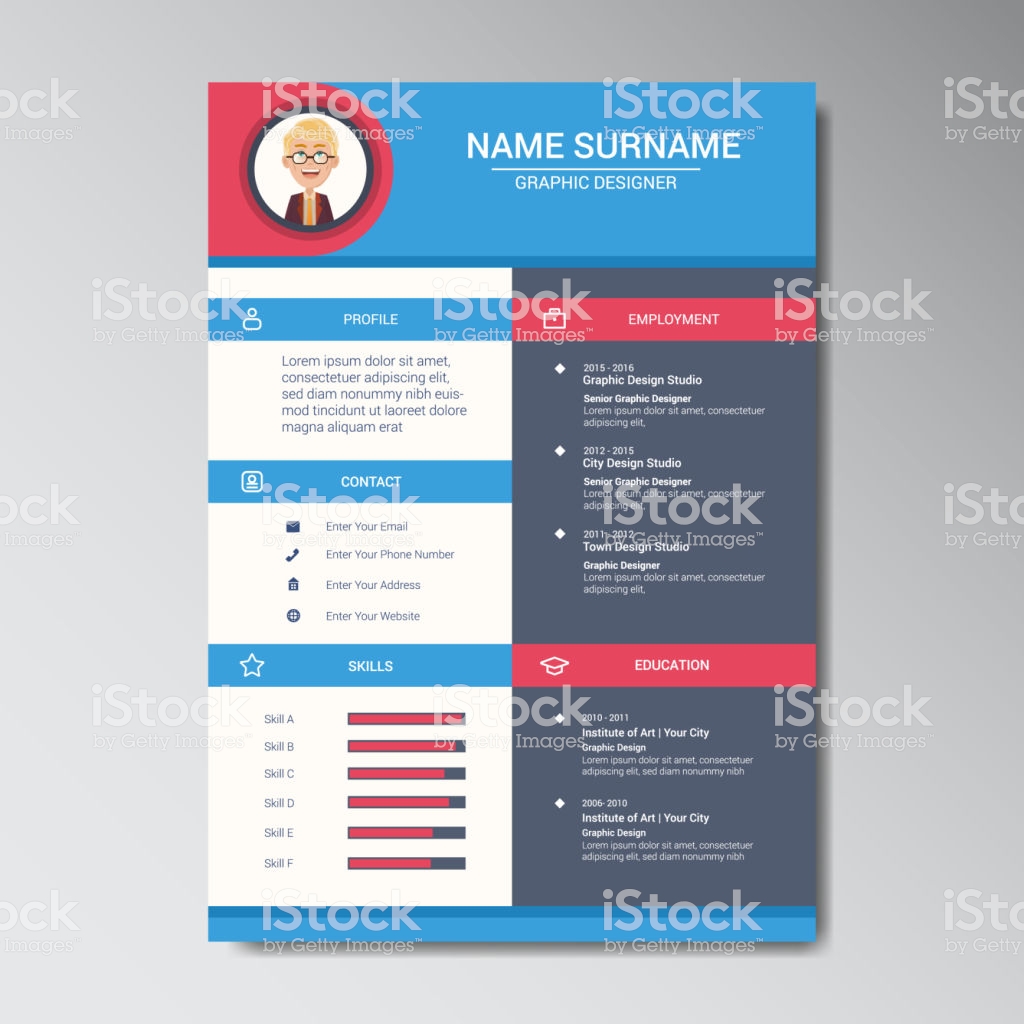 NAME SURNAME
GRAPHIC DESIGNER
PROFILE
Lorem ipsum dolor sit amet,
consectetuer adipiscing elit,
sed diam nonummy nibh euis-
mod tincidunt ut laoreet dolore
magna aliquam erat
CONTACT
Enter Your Email
Enter Your Phone Number
Enter Your Address
Enter Your Website
SKILLS
Skill A
Skill B
Skill C
Skill D
Skill E
Skill F
EMPLOYMENT
2015 - 2016
Graphic Design Studio
Senior Graphic Designer
Lorem ipsum dolor sit amet, consectetuer
adipiscing elit,
2012 - 2015
City Design Studio
Senior Graphic Designer
Lorem ipsum dolor sit amet, consectetuer
adipiscing elit,
2011 - 2012
Town Design Studio
Graphic Designer
Lorem ipsum dolor sit amet, consectetuer
adipiscing elit,
EDUCATION
2010 - 2011
Institute of Art | Your City
Graphic Design
Lorem ipsum dolor sit amet, consectetuer
adipiscing elit, sed diam nonummy nibh
2006- 2010
Institute of Art | Your City
Graphic Design
Lorem ipsum dolor sit amet, consectetuer
adipiscing elit, sed diam nonummy nibh
iStock
by Getty Images™